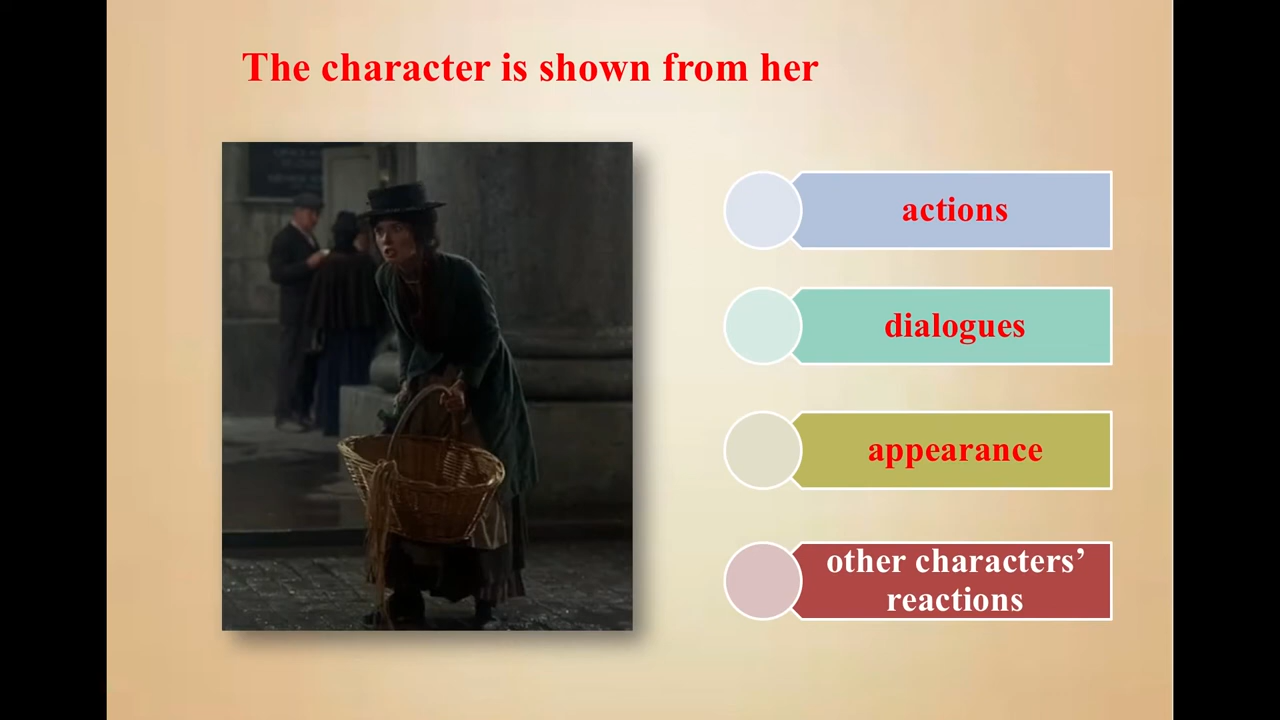 The character is shown from her
actions
dialogues
appearance
other characters’
reactions